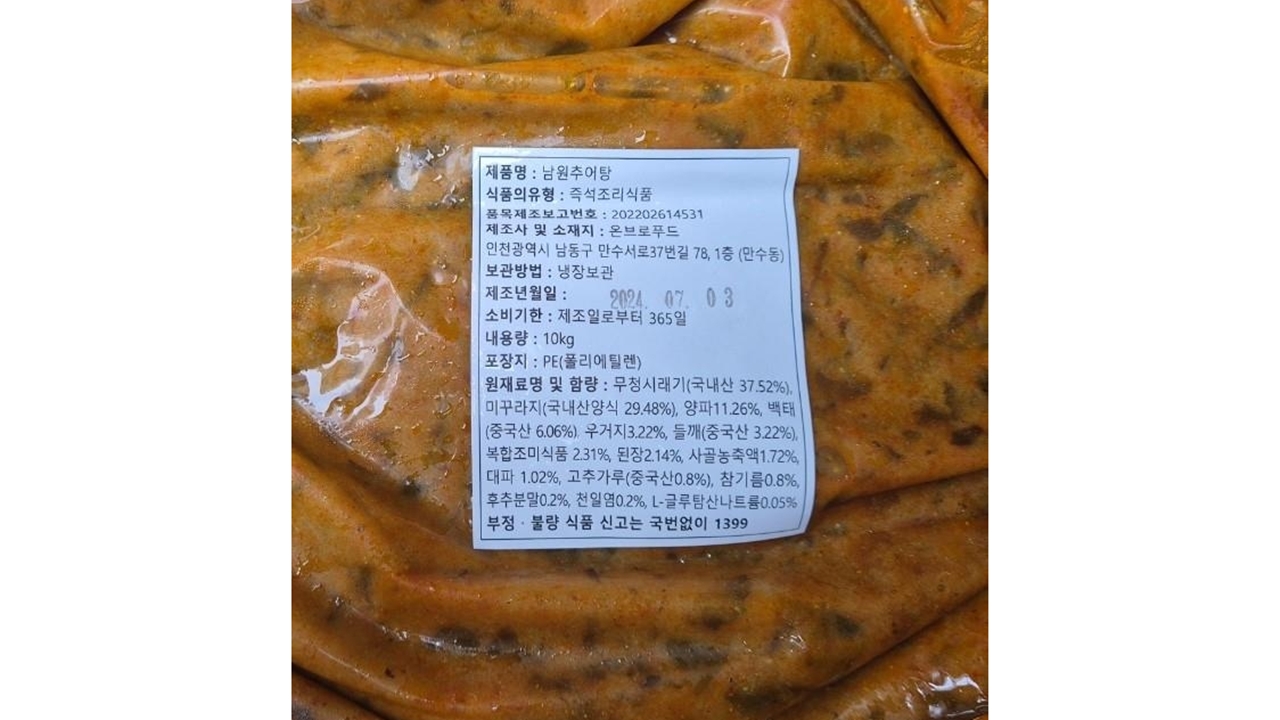 제품명 : 남원추어탕
식품의유형 : 즉석조리식품
품목제조보고번호 : 202202614531
제조사 및 소재지 : 온브로푸드
인천광역시 남동구 만수서로37번길 78, 1층 (만수동)
보관방법 : 냉장보관
제조년월일 : 2024. 07. 03
소비기한 : 제조일로부터 365일
내용량 : 10kg
포장지 : PE(폴리에틸렌)
원재료명 및 함량 : 무청시래기(국내산 37.52%),
미꾸라지(국내산양식 29.48%), 양파11.26%, 백태
(중국산 6.06%). 우거지3.22%, 들깨(중국산 3.22%),
복합조미식품 2.31%, 된장2.14%, 사골농축액1.72%,
대파 1.02%, 고추가루(중국산0.8%), 참기름0.8%,
후추분말0.2%, 천일염0.2%, L-글루탐산나트륨0.05%
부정 · 불량 식품 신고는 국번없이 1399